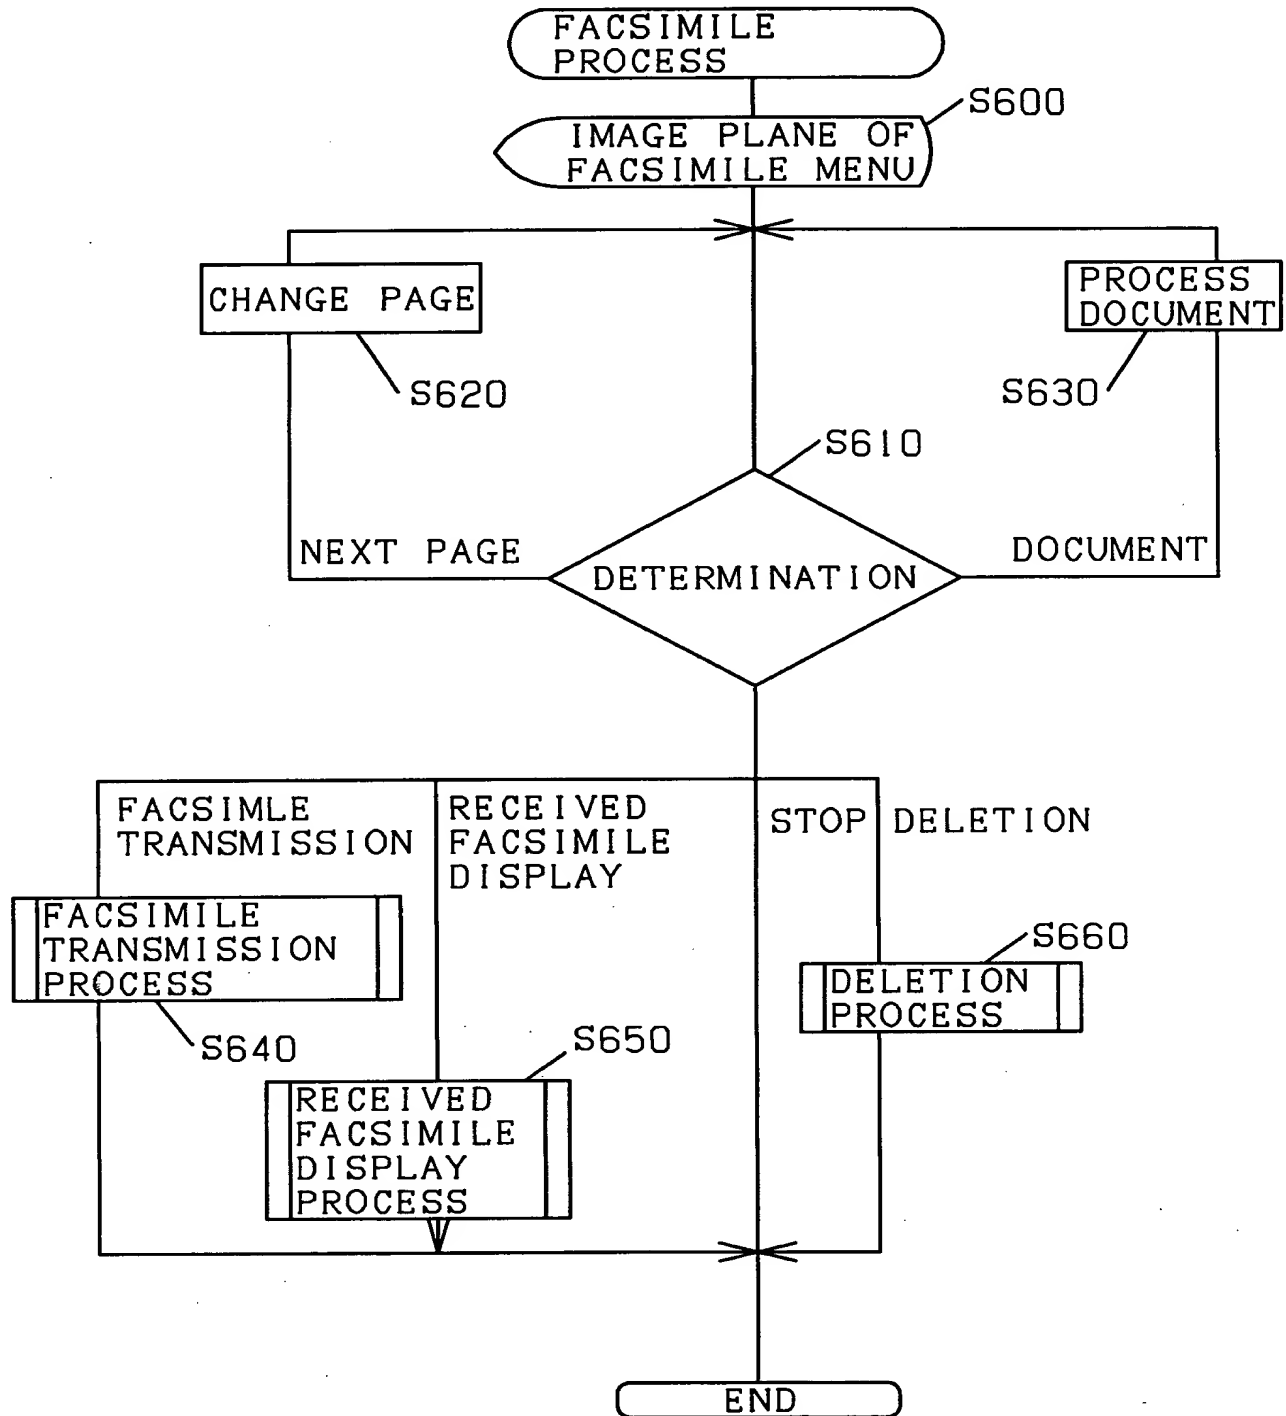 FACSIMILE
PROCESS
S600
IMAGE PLANE OF
FACSIMILE MENU
CHANGE PAGE
S620
PROCESS
DOCUMENT
S630
S610
NEXT PAGE
DETERMINATION
DOCUMENT
FACSIMLE
TRANSMISSION
RECEIVED
FACSIMILE
DISPLAY
STOP
DELETION
FACSIMILE
TRANSMISSION
PROCESS
S640
S660
DELETION
PROCESS
S650
RECEIVED
FACSIMILE
DISPLAY
PROCESS
END